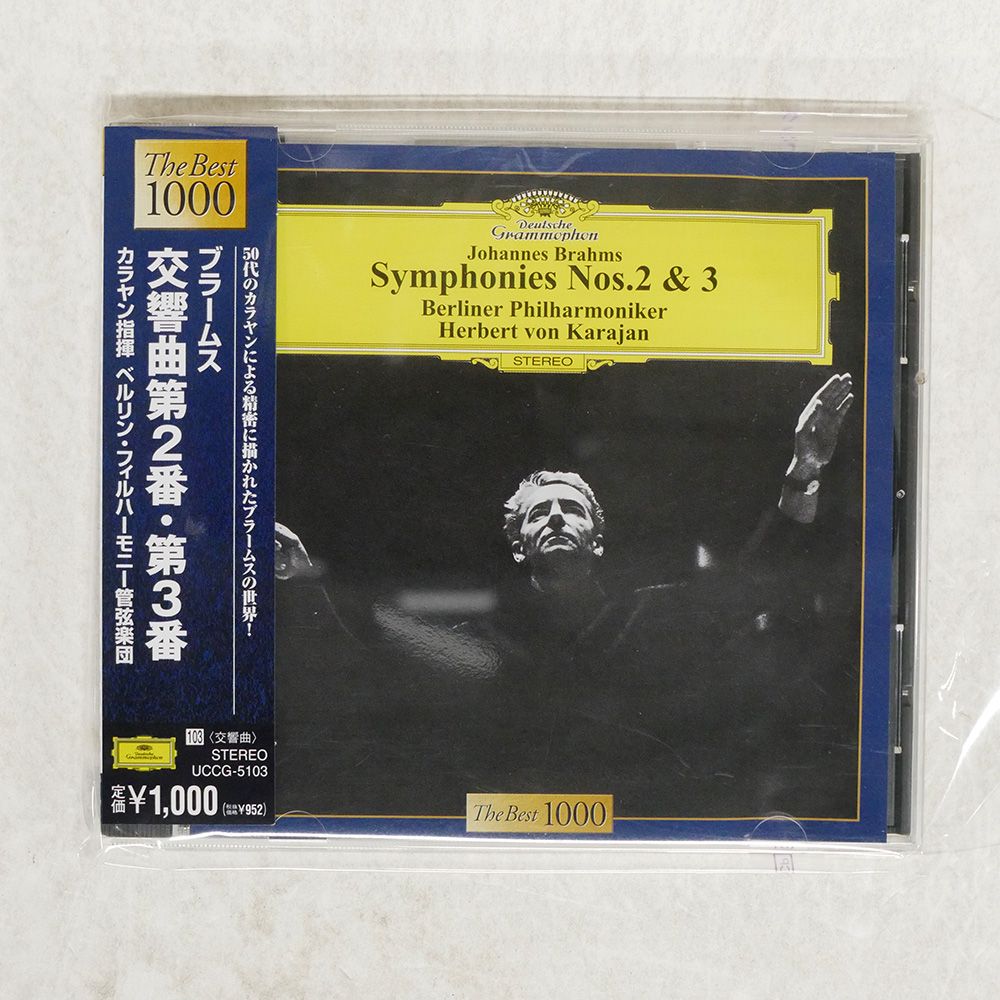 The Best
1000
50代のカラヤンによる精密に描かれたブラームスの世界!
ブラームス
交響曲第2番・第3番
カラヤン指揮 ベルリン・フィルハーモニー管弦楽団
Deutsche
Grammophon
103 〈交響曲〉
STEREO
UCCG-5103
定価 ¥1,000 (税抜価格¥952)
Deutsche
Grammophon
Johannes Brahms
Symphonies Nos.2 & 3
Berliner Philharmoniker
Herbert von Karajan
STEREO
The Best 1000